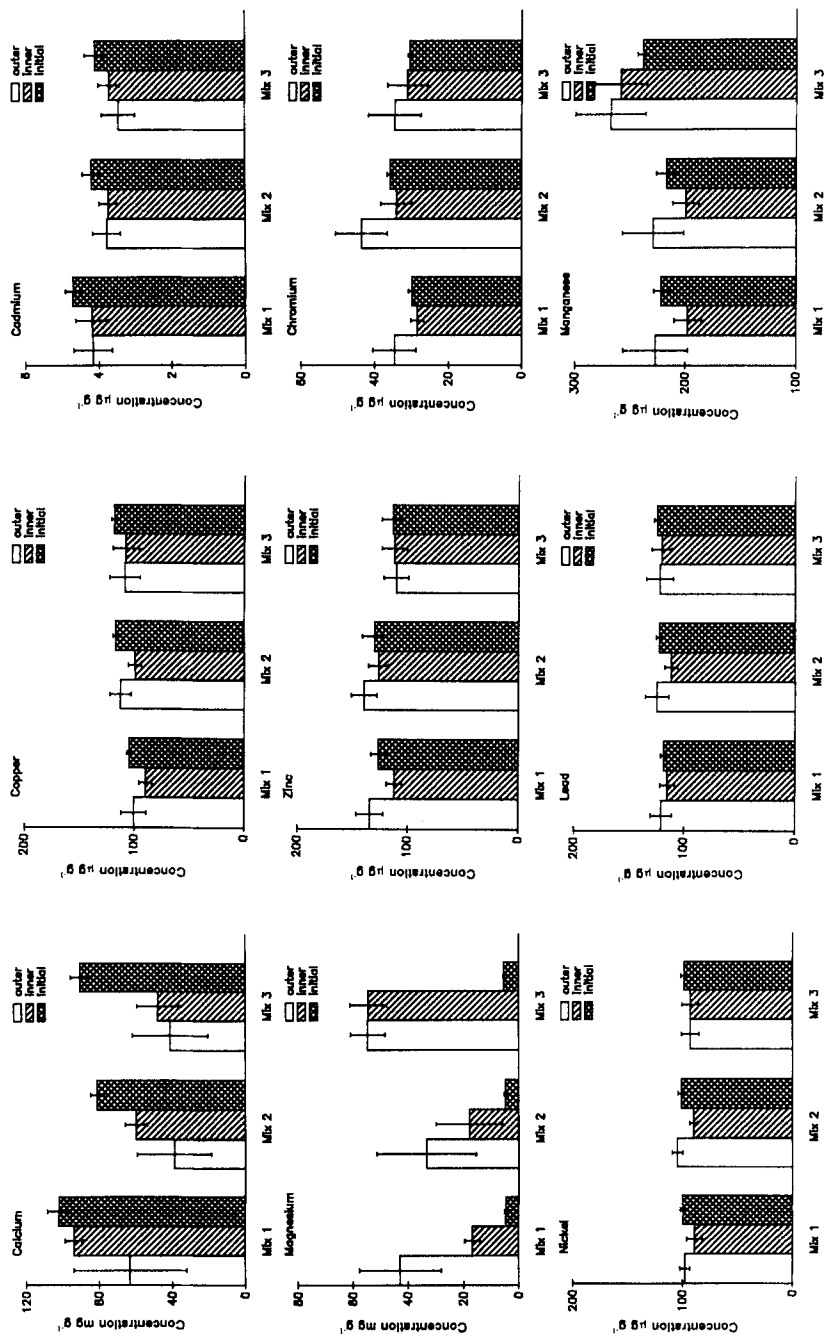 Calcium
outer
inner
initial
Concentration mg g⁻¹
120
80
40
0
Mix 1
Mix 2
Mix 3
Copper
outer
inner
initial
Concentration µg g⁻¹
200
100
0
Mix 1
Mix 2
Mix 3
Cadmium
outer
inner
initial
Concentration µg g⁻¹
6
4
2
0
Mix 1
Mix 2
Mix 3
Magnesium
outer
inner
initial
Concentration mg g⁻¹
80
60
40
20
0
Mix 1
Mix 2
Mix 3
Zinc
outer
inner
initial
Concentration µg g⁻¹
200
100
0
Mix 1
Mix 2
Mix 3
Chromium
outer
inner
initial
Concentration µg g⁻¹
60
40
20
0
Mix 1
Mix 2
Mix 3
Nickel
outer
inner
initial
Concentration µg g⁻¹
200
100
0
Mix 1
Mix 2
Mix 3
Lead
outer
inner
initial
Concentration µg g⁻¹
200
100
0
Mix 1
Mix 2
Mix 3
Manganese
outer
inner
initial
Concentration µg g⁻¹
300
200
100
Mix 1
Mix 2
Mix 3